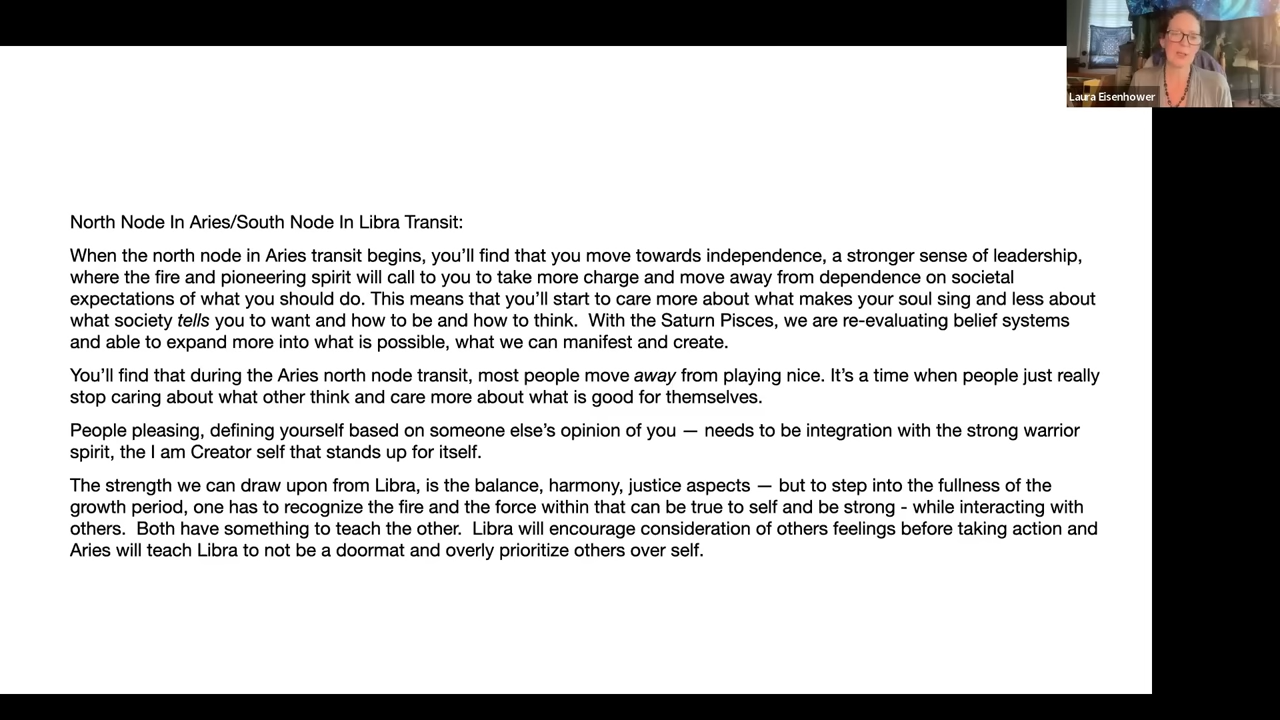 Laura Eisenhower
North Node In Aries/South Node In Libra Transit:
When the north node in Aries transit begins, you’ll find that you move towards independence, a stronger sense of leadership,
where the fire and pioneering spirit will call to you to take more charge and move away from dependence on societal
expectations of what you should do. This means that you’ll start to care more about what makes your soul sing and less about
what society tells you to want and how to be and how to think.  With the Saturn Pisces, we are re-evaluating belief systems
and able to expand more into what is possible, what we can manifest and create.
You’ll find that during the Aries north node transit, most people move away from playing nice. It’s a time when people just really
stop caring about what other think and care more about what is good for themselves.
People pleasing, defining yourself based on someone else’s opinion of you — needs to be integration with the strong warrior
spirit, the I am Creator self that stands up for itself.
The strength we can draw upon from Libra, is the balance, harmony, justice aspects — but to step into the fullness of the
growth period, one has to recognize the fire and the force within that can be true to self and be strong - while interacting with
others.  Both have something to teach the other.  Libra will encourage consideration of others feelings before taking action and
Aries will teach Libra to not be a doormat and overly prioritize others over self.